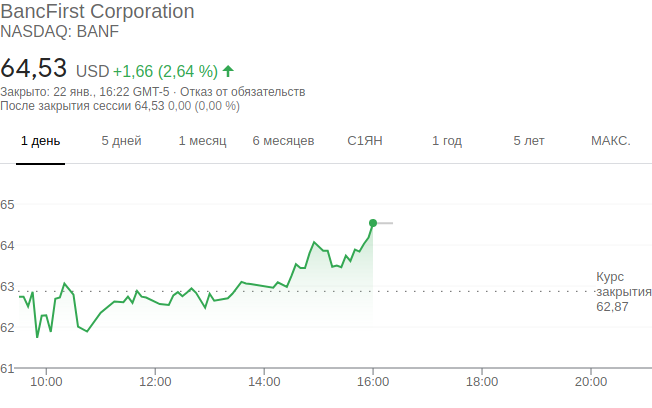 BancFirst Corporation
NASDAQ: BANF
64,53 USD +1,66 (2,64 %)
Закрыто: 22 янв., 16:22 GMT-5 · Отказ от обязательств
После закрытия сессии 64,53 0,00 (0,00 %)
1 день 5 дней 1 месяц 6 месяцев С1ЯН 1 год 5 лет МАКС.
65
64
63
62
61
Курс
закрытия
62,87
10:00 12:00 14:00 16:00 18:00 20:00